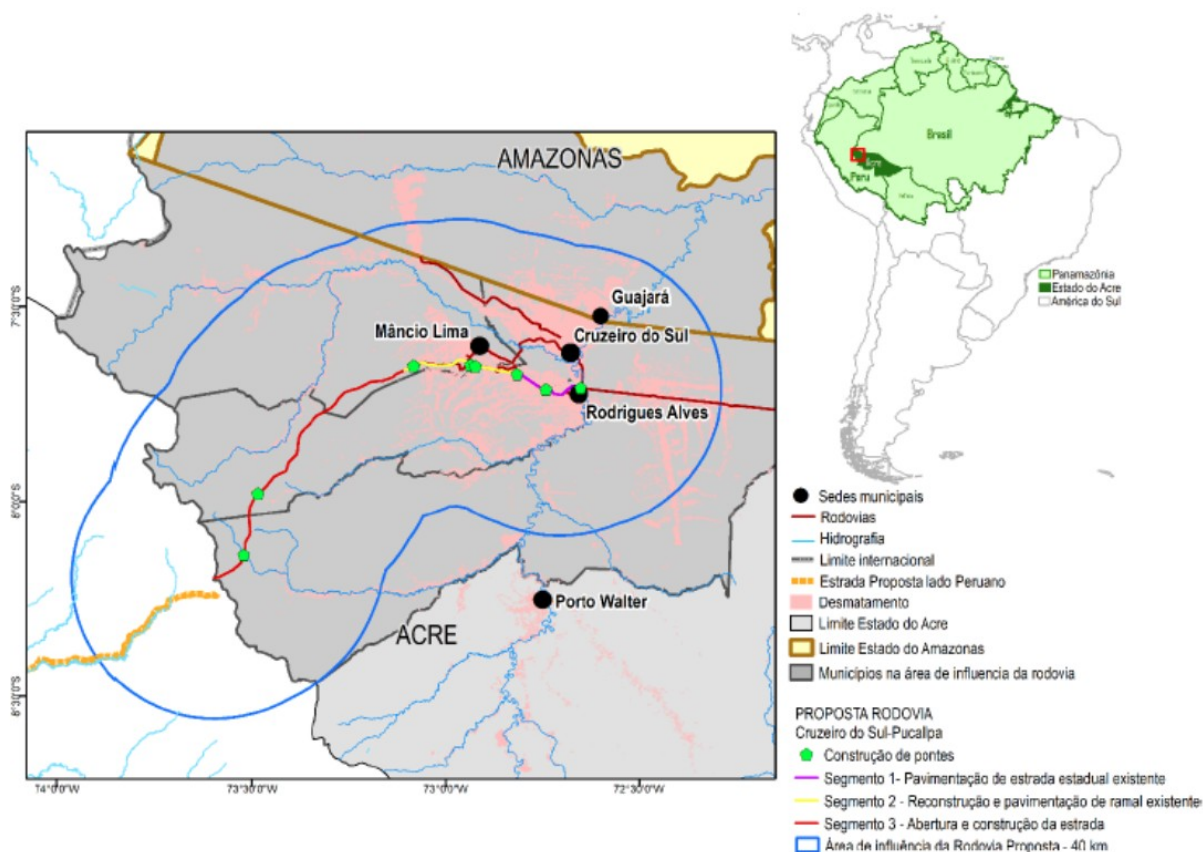 AMAZONAS
Guajará
Mâncio Lima
Cruzeiro do Sul
Rodrigues Alves
Porto Walter
ACRE
7°30'0"S
8°0'0"S
8°30'0"S
74°0'0"W
73°30'0"W
73°0'0"W
72°30'0"W
Brasil
Acre
Peru
Panamazônia
Estado do Acre
América do Sul
Sedes municipais
Rodovias
Hidrografia
Limite internacional
Estrada Proposta lado Peruano
Desmatamento
Limite Estado do Acre
Limite Estado do Amazonas
Municípios na área de influencia da rodovia
PROPOSTA RODOVIA
Cruzeiro do Sul-Pucallpa
Construção de pontes
Segmento 1- Pavimentação de estrada estadual existente
Segmento 2 - Reconstrução e pavimentação de ramal existente
Segmento 3 - Abertura e construção da estrada
Área de influência da Rodovia Proposta - 40 km